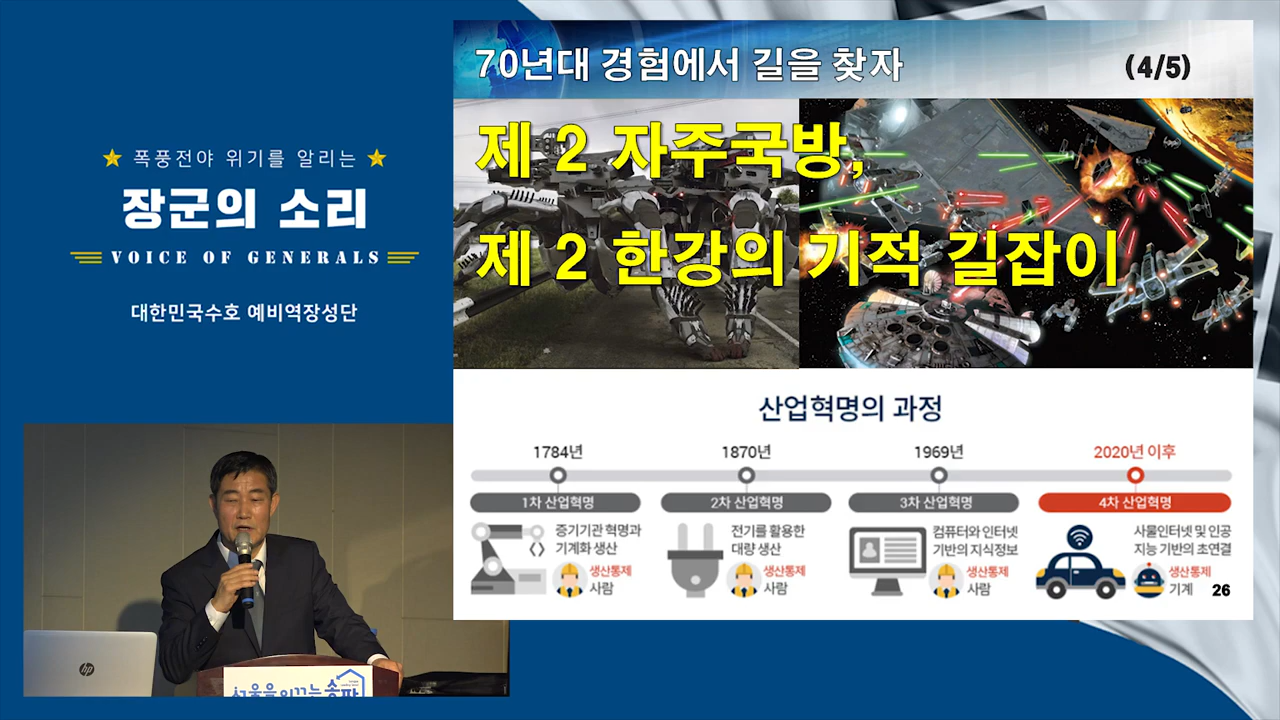 ★ 폭풍전야 위기를 알리는 ★
장군의 소리
VOICE OF GENERALS
대한민국수호 예비역장성단
70년대 경험에서 길을 찾자
(4/5)
제 2 자주국방,
제 2 한강의 기적 길잡이
산업혁명의 과정
1784년
1차 산업혁명
증기기관 혁명과
기계화 생산
생산통제
사람
1870년
2차 산업혁명
전기를 활용한
대량 생산
생산통제
사람
1969년
3차 산업혁명
컴퓨터와 인터넷
기반의 지식정보
생산통제
사람
2020년 이후
4차 산업혁명
사물인터넷 및 인공
지능 기반의 초연결
생산통제
기계
26
hp
서울을 이끄는 송파